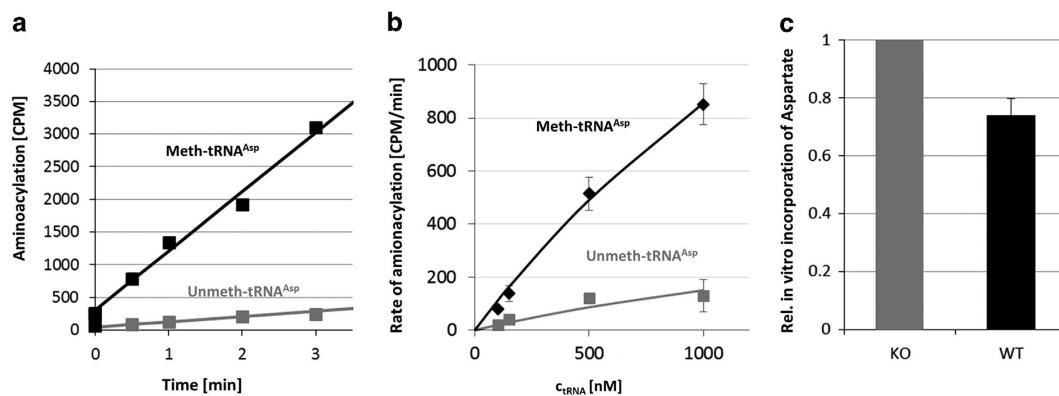 a
Aminoacylation [CPM]
4000
3500
3000
2500
2000
1500
1000
500
0
Meth-tRNAAsp
Unmeth-tRNAAsp
0
1
2
3
Time [min]
b
Rate of amionacylation [CPM/min]
1000
800
600
400
200
0
Meth-tRNAAsp
Unmeth-tRNAAsp
0
500
1000
ctRNA [nM]
c
Rel. in vitro incorporation of Aspartate
1
0.8
0.6
0.4
0.2
0
KO
WT